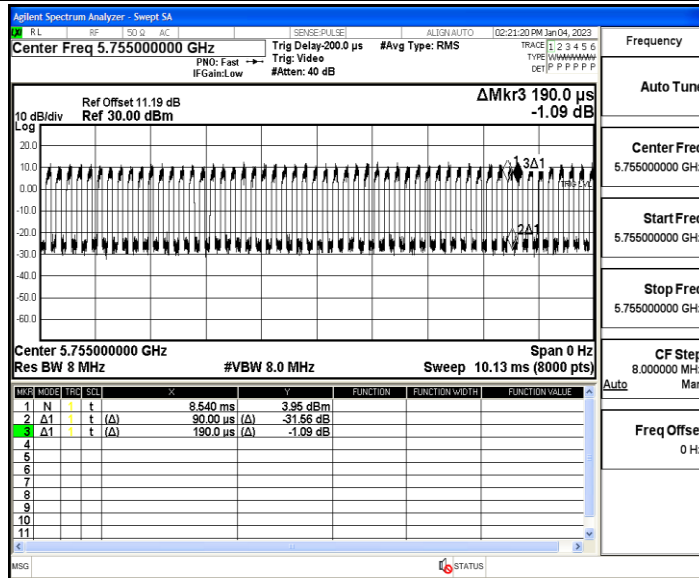 Agilent Spectrum Analyzer - Swept SA
RL RF 50 Ω AC SENSE:PULSE ALIGN AUTO 02:21:20 PM Jan 04, 2023
Center Freq 5.755000000 GHz
PNO: Fast
IFGain:Low
Trig Delay-200.0 µs
Trig: Video
#Atten: 40 dB
#Avg Type: RMS
TRACE 1 2 3 4 5 6
TYPE WWWWWW
DET P P P P P P
ΔMkr3 190.0 µs
-1.09 dB
Ref Offset 11.19 dB
10 dB/div Ref 30.00 dBm
Log
20.0
10.0
0.00
-10.0
-20.0
-30.0
-40.0
-50.0
-60.0
1 3Δ1
TRIG LVL
2Δ1
Center 5.755000000 GHz Span 0 Hz
Res BW 8 MHz #VBW 8.0 MHz Sweep 10.13 ms (8000 pts)
MKR MODE TRC SCL X Y FUNCTION FUNCTION WIDTH FUNCTION VALUE
1 N 1 t 8.540 ms 3.95 dBm
2 Δ1 1 t (Δ) 90.00 µs (Δ) -31.56 dB
3 Δ1 1 t (Δ) 190.0 µs (Δ) -1.09 dB
4
5
6
7
8
9
10
11
MSG STATUS
Frequency
Auto Tune
Center Freq
5.755000000 GHz
Start Freq
5.755000000 GHz
Stop Freq
5.755000000 GHz
CF Step
8.000000 MHz
Auto Man
Freq Offset
0 Hz